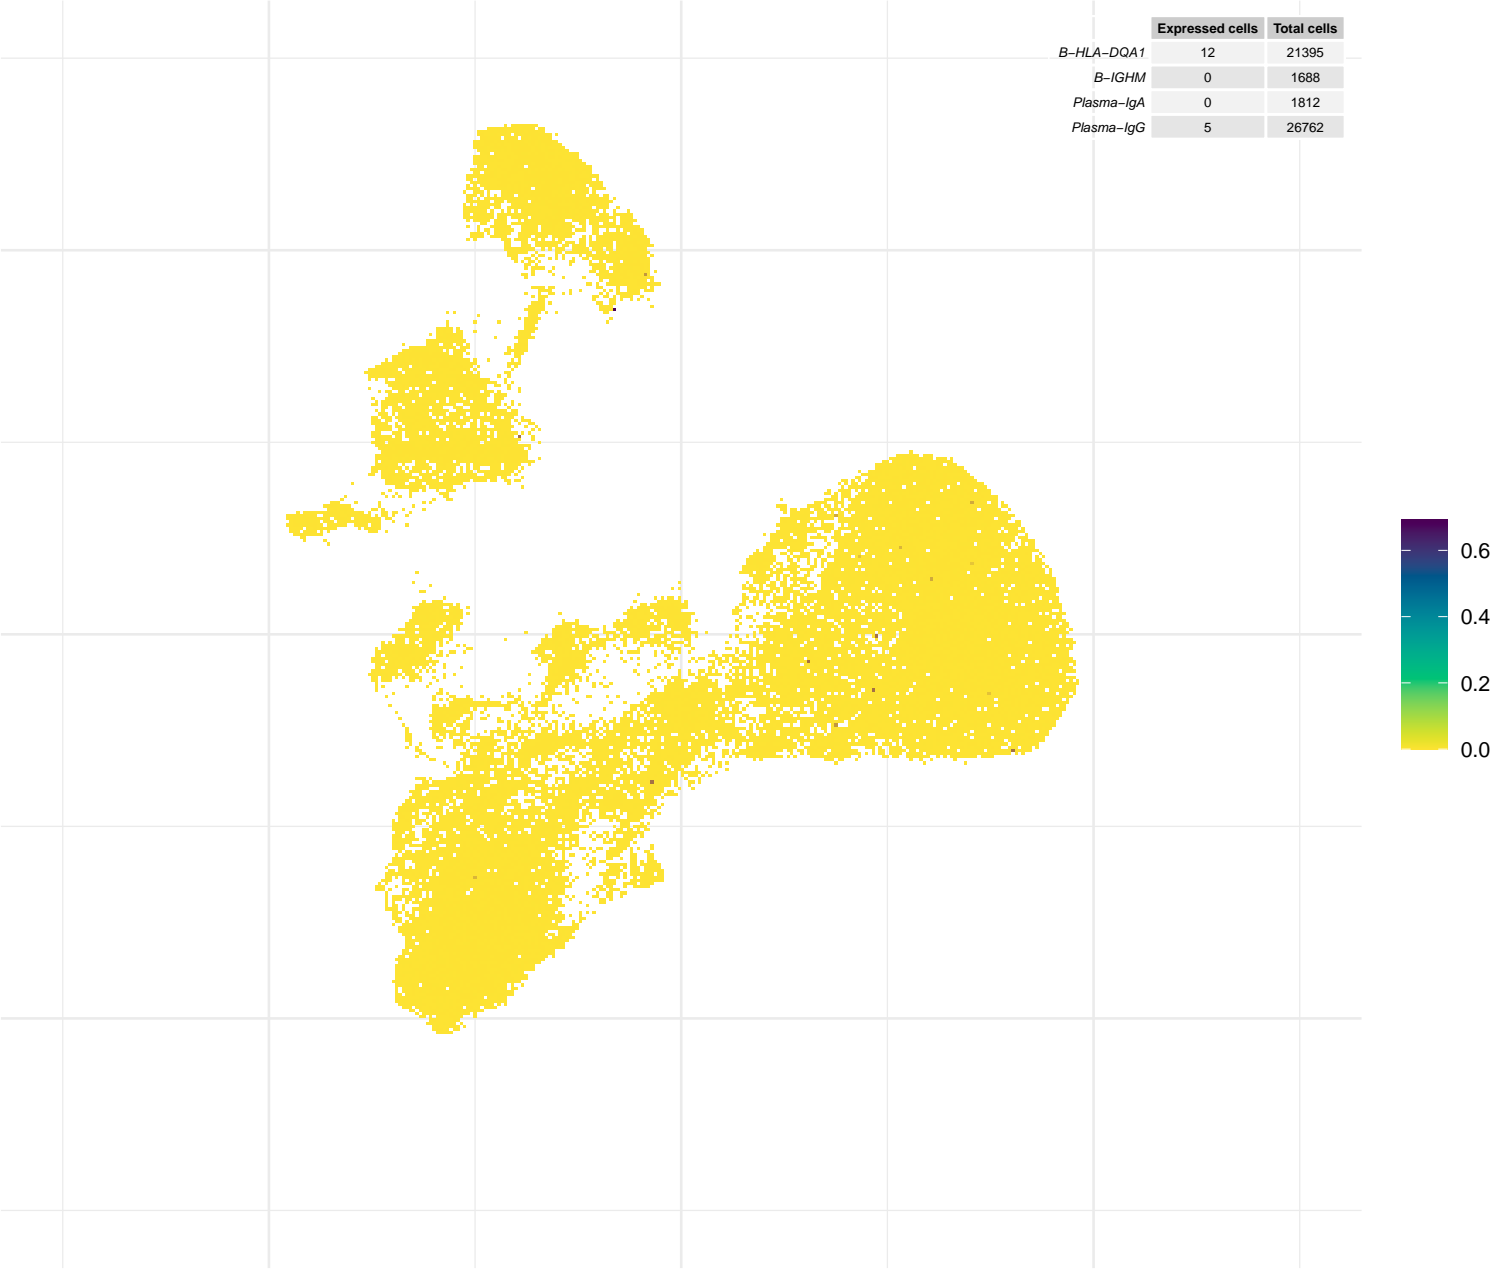 Expressed cells Total cells
B−HLA−DQA1 12 21395
B−IGHM 0 1688
Plasma−IgA 0 1812
Plasma−IgG 5 26762
0.6
0.4
0.2
0.0